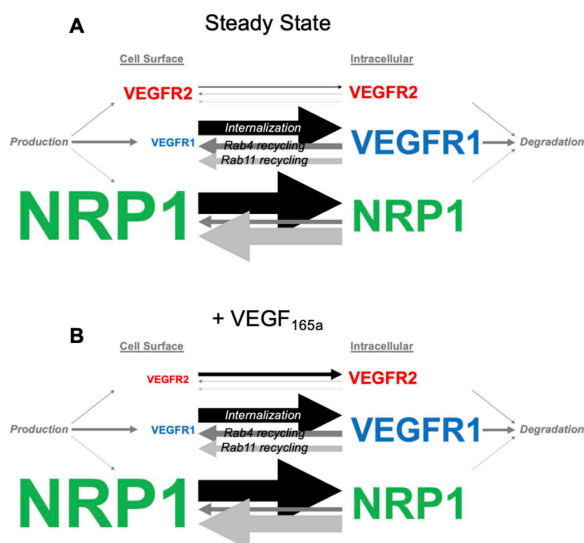 A
Steady State
Cell Surface
Intracellular
VEGFR2
VEGFR2
Internalization
Production
VEGFR1
Rab4 recycling
VEGFR1
Degradation
Rab11 recycling
NRP1
NRP1
+ VEGF165a
B
Cell Surface
Intracellular
VEGFR2
VEGFR2
Internalization
Production
VEGFR1
Rab4 recycling
VEGFR1
Degradation
Rab11 recycling
NRP1
NRP1